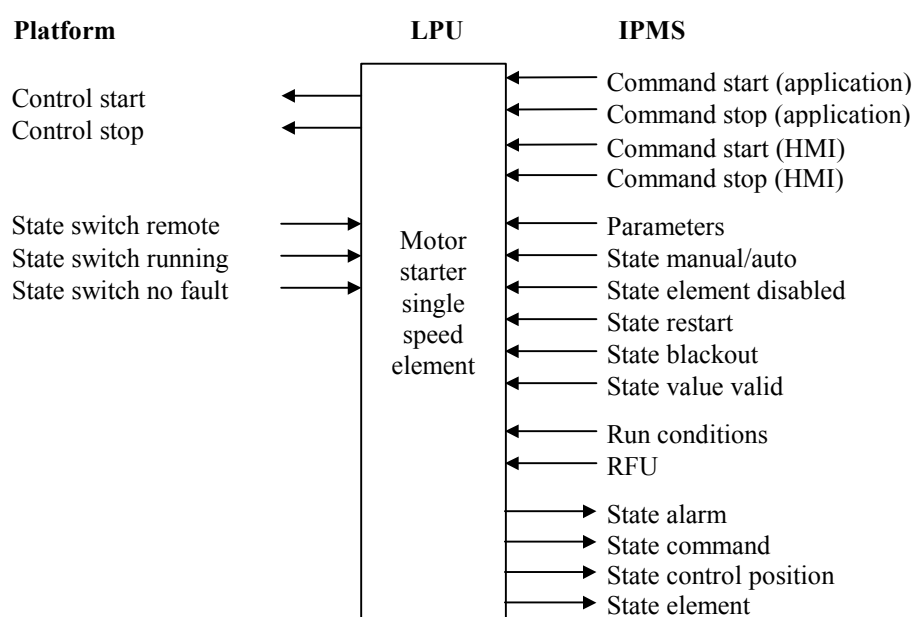 Platform LPU IPMS
Control start
Control stop
State switch remote
State switch running
State switch no fault
Motor
starter
single
speed
element
Command start (application)
Command stop (application)
Command start (HMI)
Command stop (HMI)
Parameters
State manual/auto
State element disabled
State restart
State blackout
State value valid
Run conditions
RFU
State alarm
State command
State control position
State element